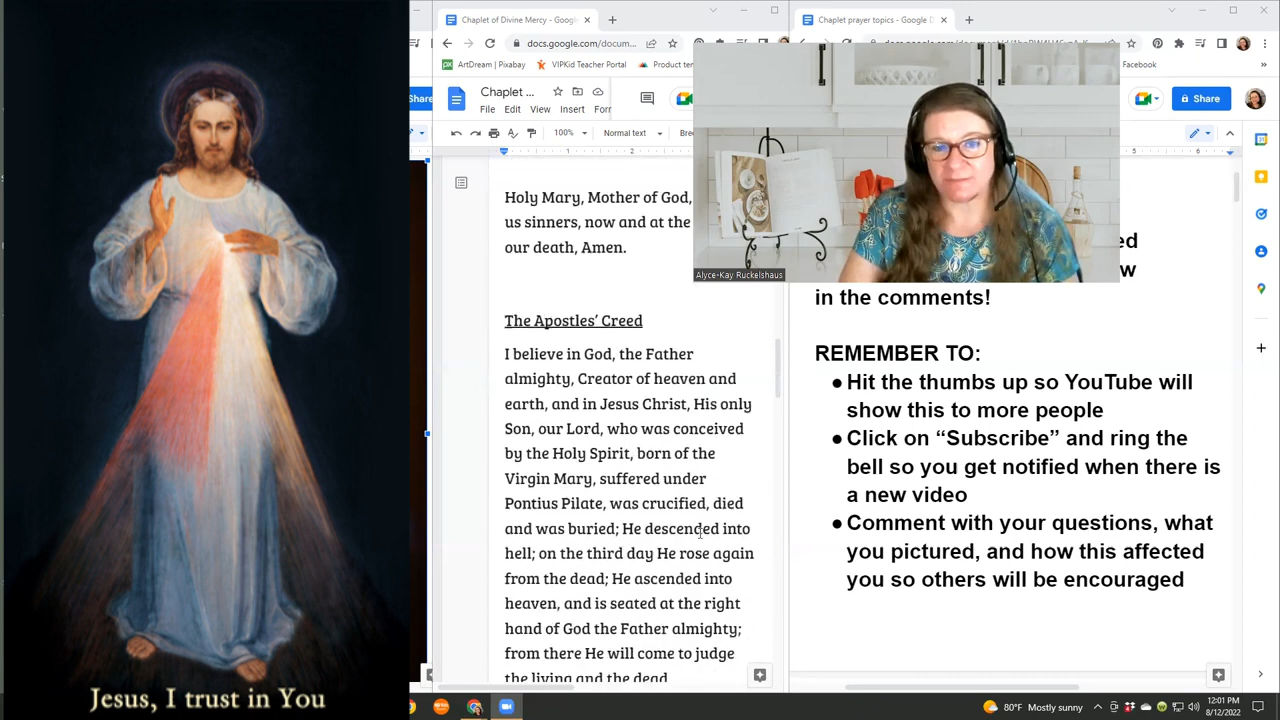 Jesus, I trust in You
Chaplet of Divine Mercy -
docs.google.com/docum...
ArtDream | Pixabay
VIPKid Teacher Portal
Product ten
Chaplet ...
File Edit View Insert
100%
Normal text
Share
Holy Mary, Mother of God,
us sinners, now and at the
our death, Amen.
The Apostles’ Creed
I believe in God, the Father
almighty, Creator of heaven and
earth, and in Jesus Christ, His only
Son, our Lord, who was conceived
by the Holy Spirit, born of the
Virgin Mary, suffered under
Pontius Pilate, was crucified, died
and was buried; He descended into
hell; on the third day He rose again
from the dead; He ascended into
heaven, and is seated at the right
hand of God the Father almighty;
from there He will come to judge
the living and the dead
Chaplet prayer topics - Google D
Facebook
Share
Alyce-Kay Ruckelshaus
in the comments!
REMEMBER TO:
●Hit the thumbs up so YouTube will
show this to more people
●Click on “Subscribe” and ring the
bell so you get notified when there is
a new video
●Comment with your questions, what
you pictured, and how this affected
you so others will be encouraged
80°F Mostly sunny
12:01 PM
8/12/2022